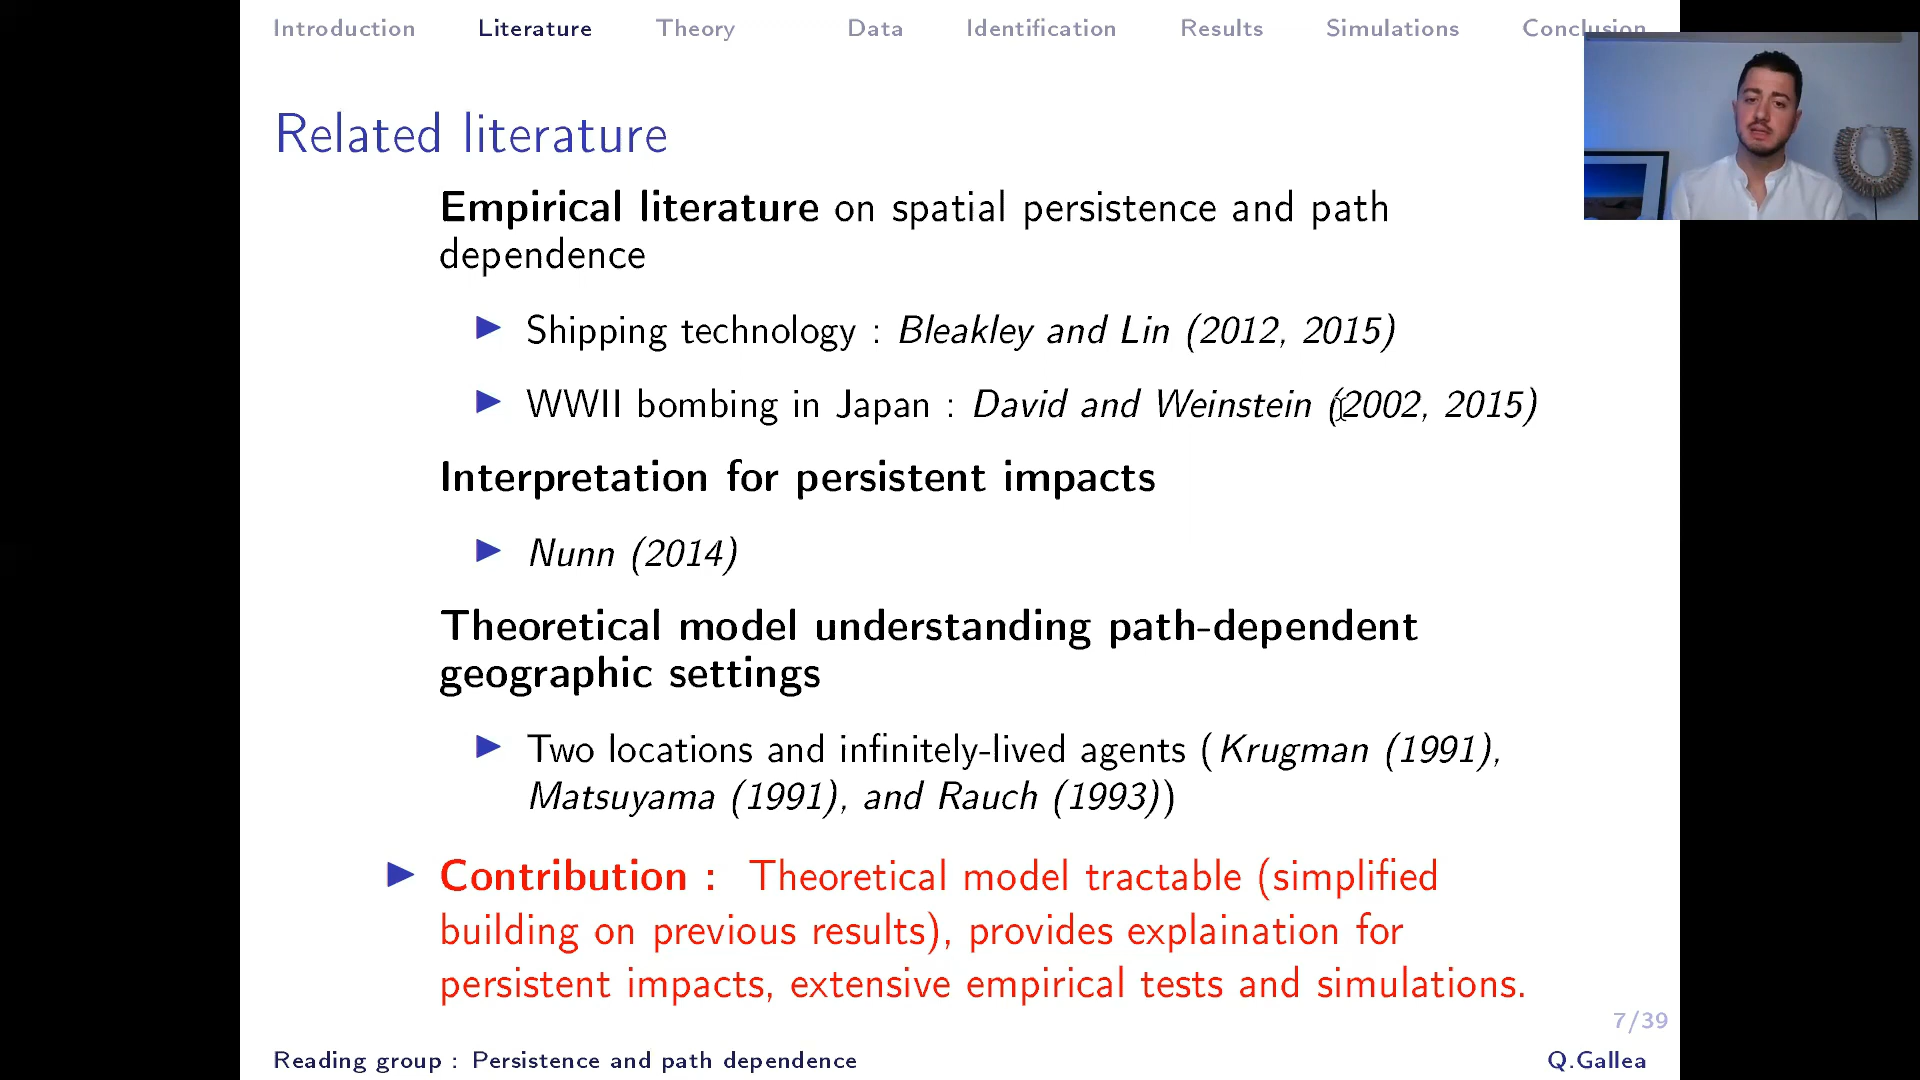 Introduction Literature Theory Data Identification Results Simulations Conclusion
Related literature
Empirical literature on spatial persistence and path
dependence
Shipping technology : Bleakley and Lin (2012, 2015)
WWII bombing in Japan : David and Weinstein (2002, 2015)
Interpretation for persistent impacts
Nunn (2014)
Theoretical model understanding path-dependent
geographic settings
Two locations and infinitely-lived agents (Krugman (1991),
Matsuyama (1991), and Rauch (1993))
Contribution : Theoretical model tractable (simplified
building on previous results), provides explaination for
persistent impacts, extensive empirical tests and simulations.
7/39
Reading group : Persistence and path dependence Q.Gallea